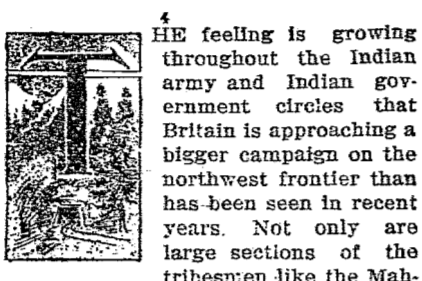 4
THE feeling is growing
throughout the Indian
army and Indian gov-
ernment circles that
Britain is approaching a
bigger campaign on the
northwest frontier than
has been seen in recent
years. Not only are
large sections of the
tribesmen like the Mah-